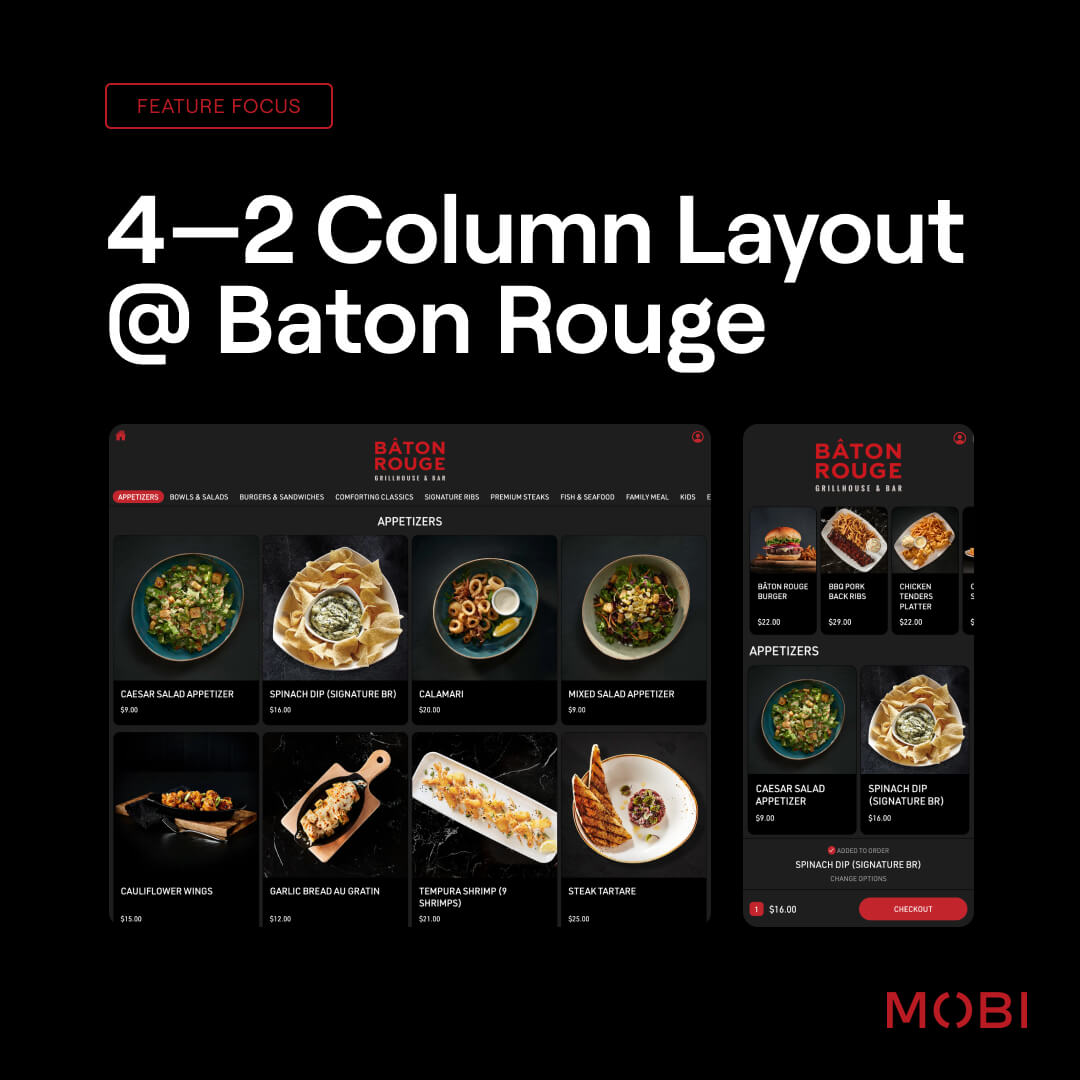 FEATURE FOCUS
4—2 Column Layout
@ Baton Rouge
BÂTON
ROUGE
GRILLHOUSE & BAR
APPETIZERS BOWLS & SALADS BURGERS & SANDWICHES COMFORTING CLASSICS SIGNATURE RIBS PREMIUM STEAKS FISH & SEAFOOD FAMILY MEAL KIDS E
APPETIZERS
CAESAR SALAD APPETIZER
$9.00
SPINACH DIP (SIGNATURE BR)
$16.00
CALAMARI
$20.00
MIXED SALAD APPETIZER
$9.00
CAULIFLOWER WINGS
$15.00
GARLIC BREAD AU GRATIN
$12.00
TEMPURA SHRIMP (9
SHRIMPS)
$21.00
STEAK TARTARE
$25.00
BÂTON
ROUGE
GRILLHOUSE & BAR
BÂTON ROUGE
BURGER
$22.00
BBQ PORK
BACK RIBS
$29.00
CHICKEN
TENDERS
PLATTER
$22.00
APPETIZERS
CAESAR SALAD
APPETIZER
$9.00
SPINACH DIP
(SIGNATURE BR)
$16.00
ADDED TO ORDER
SPINACH DIP (SIGNATURE BR)
CHANGE OPTIONS
1 $16.00
CHECKOUT
MOBI